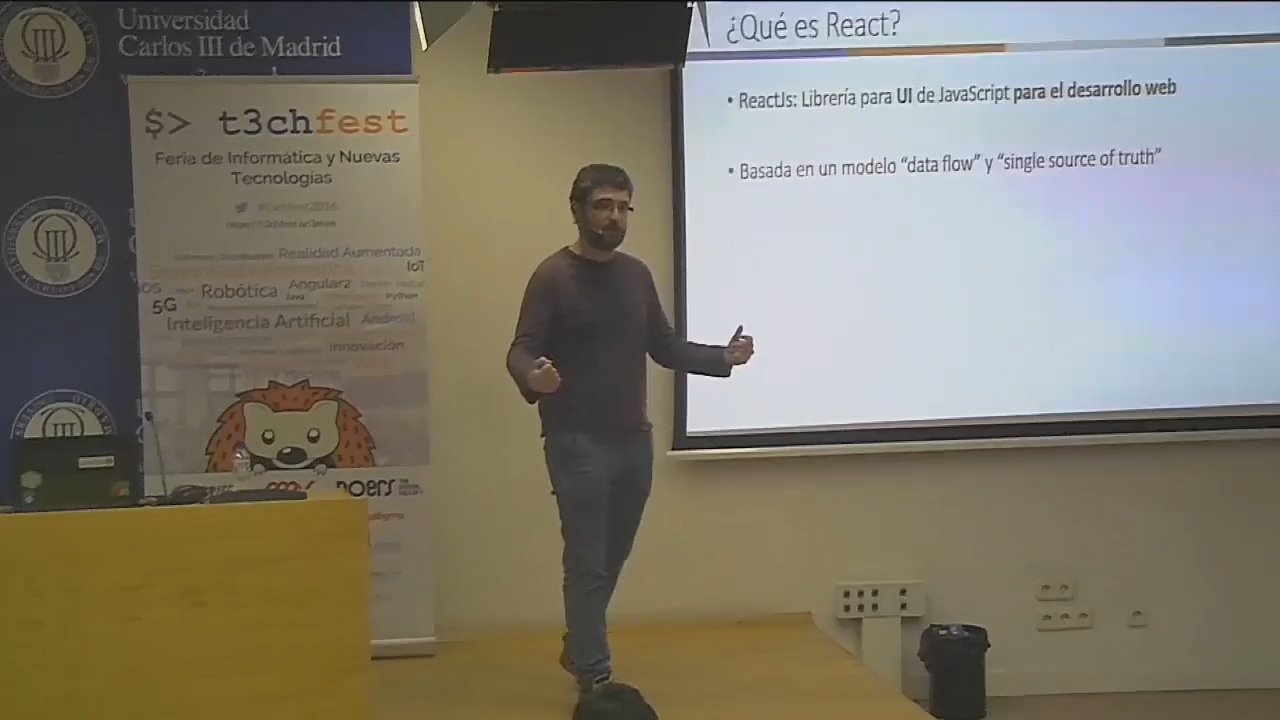 Universidad
Carlos III de Madrid
$> t3chfest
Feria de Informática y Nuevas
Tecnologías
Realidad Aumentada
IoT
Robótica
Angular2
Java
Python
5G
Inteligencia Artificial
Android
Innovación
¿Qué es React?
• ReactJs: Librería para UI de JavaScript para el desarrollo web
• Basada en un modelo “data flow” y “single source of truth”